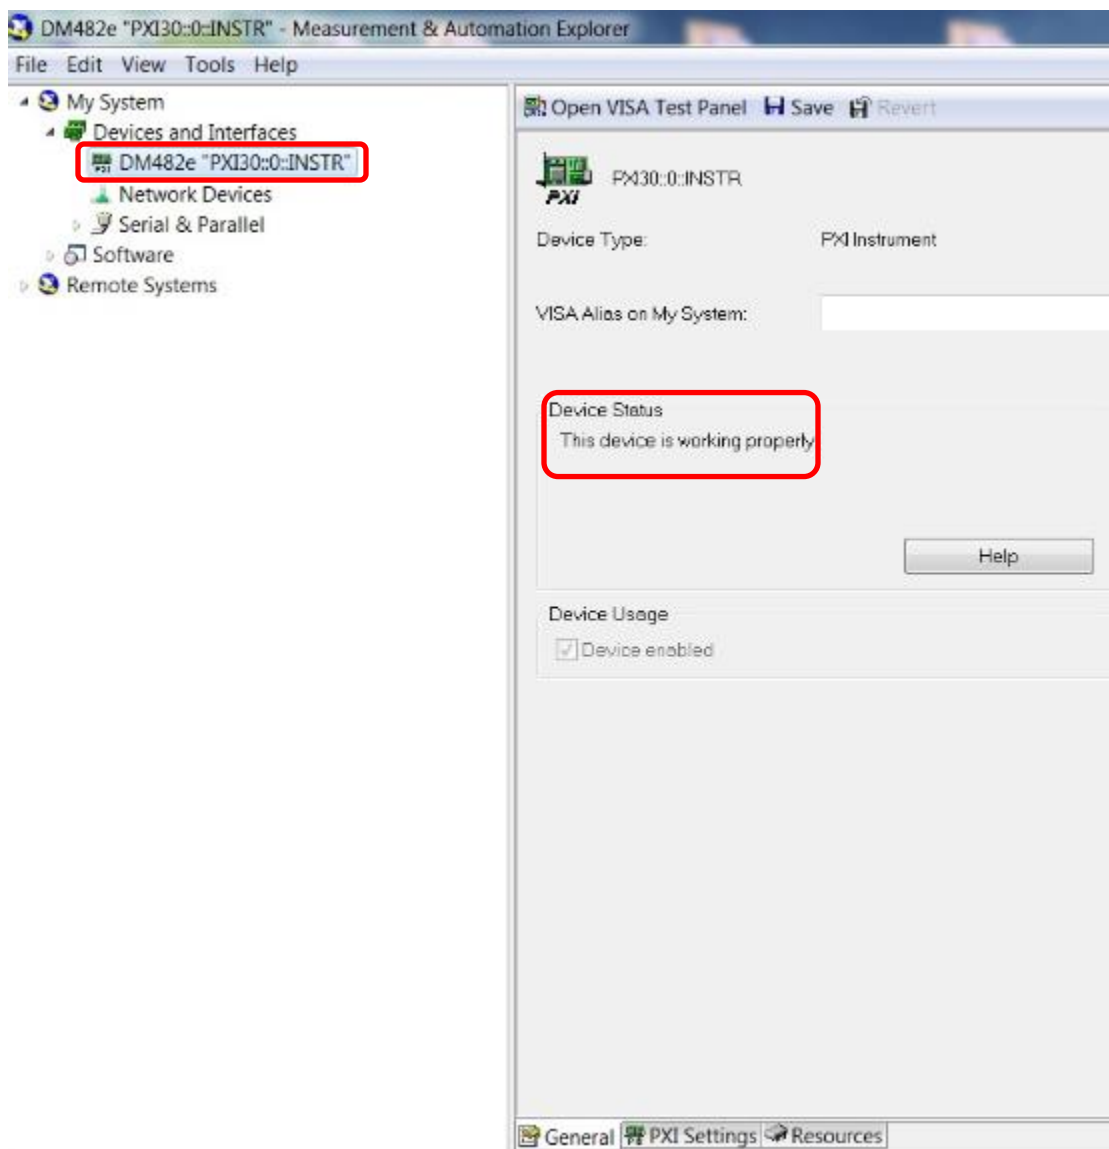 DM482e "PXI30::0::INSTR" - Measurement & Automation Explorer
File Edit View Tools Help
My System
Devices and Interfaces
DM482e "PXI30::0::INSTR"
Network Devices
Serial & Parallel
Software
Remote Systems
Open VISA Test Panel Save Revert
PXI30::0::INSTR
PXI
Device Type: PXI Instrument
VISA Alias on My System:
Device Status
This device is working properly
Help
Device Usage
Device enabled
General PXI Settings Resources